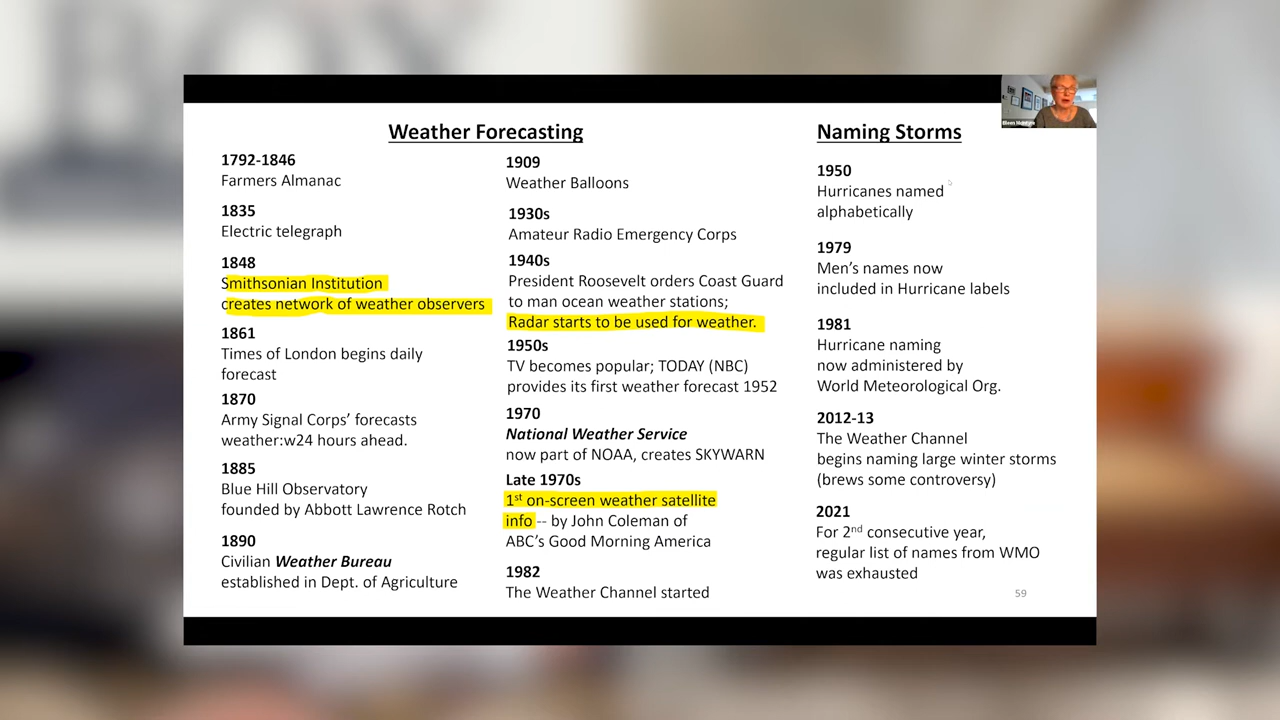 Weather Forecasting
1792-1846
Farmers Almanac
1835
Electric telegraph
1848
Smithsonian Institution
creates network of weather observers
1861
Times of London begins daily
forecast
1870
Army Signal Corps’ forecasts
weather:w24 hours ahead.
1885
Blue Hill Observatory
founded by Abbott Lawrence Rotch
1890
Civilian Weather Bureau
established in Dept. of Agriculture
1909
Weather Balloons
1930s
Amateur Radio Emergency Corps
1940s
President Roosevelt orders Coast Guard
to man ocean weather stations;
Radar starts to be used for weather.
1950s
TV becomes popular; TODAY (NBC)
provides its first weather forecast 1952
1970
National Weather Service
now part of NOAA, creates SKYWARN
Late 1970s
1st on-screen weather satellite
info -- by John Coleman of
ABC’s Good Morning America
1982
The Weather Channel started
Naming Storms
1950
Hurricanes named
alphabetically
1979
Men’s names now
included in Hurricane labels
1981
Hurricane naming
now administered by
World Meteorological Org.
2012-13
The Weather Channel
begins naming large winter storms
(brews some controversy)
2021
For 2nd consecutive year,
regular list of names from WMO
was exhausted
59